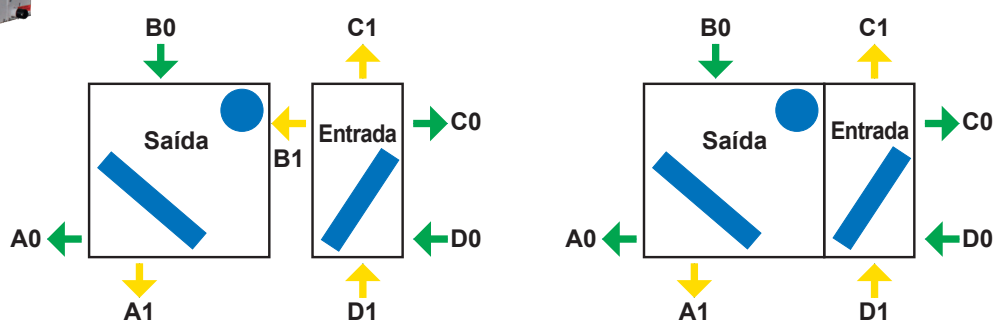 B0 C1 B0 C1
Saída Entrada C0 Saída Entrada C0
B1
A0 D0 A0 D0
A1 D1 A1 D1